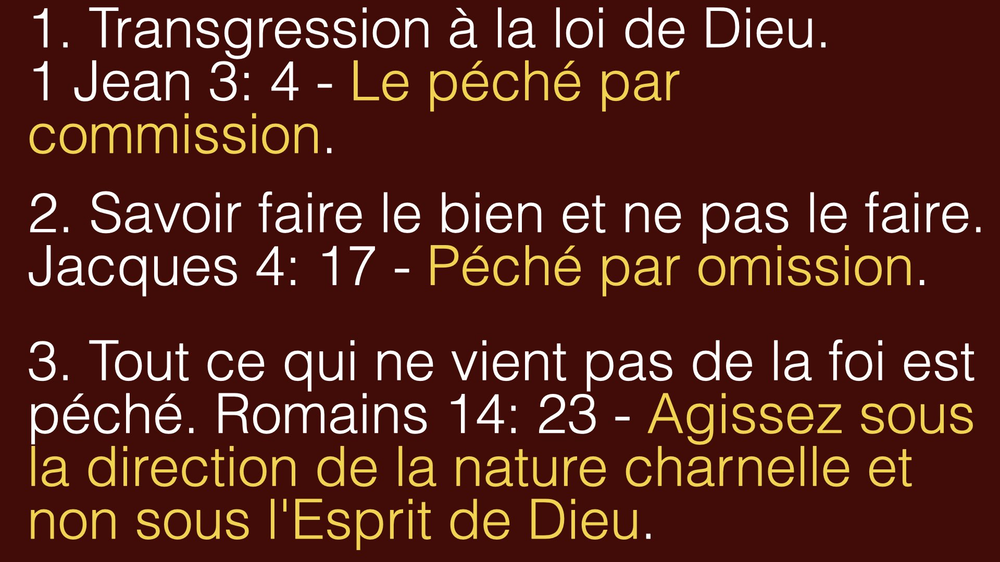 1. Transgression à la loi de Dieu.
1 Jean 3: 4 - Le péché par
commission.
2. Savoir faire le bien et ne pas le faire.
Jacques 4: 17 - Péché par omission.
3. Tout ce qui ne vient pas de la foi est
péché. Romains 14: 23 - Agissez sous
la direction de la nature charnelle et
non sous l'Esprit de Dieu.